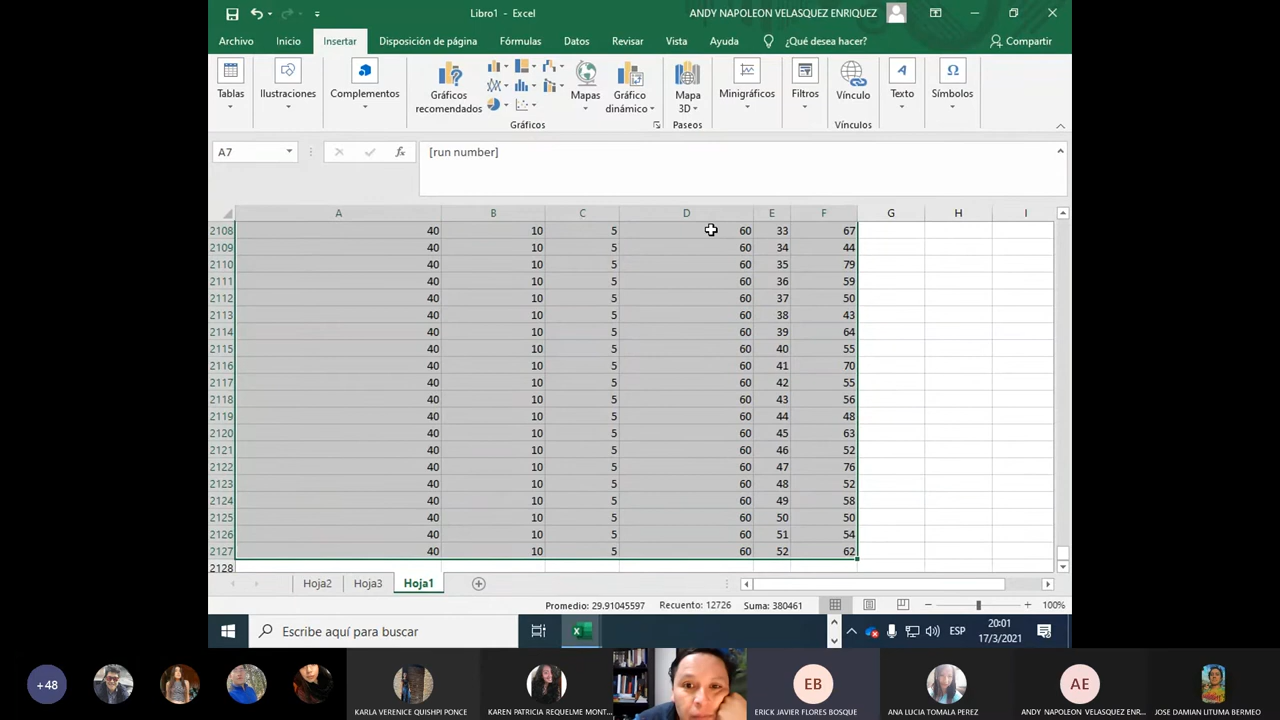 Libro1 - Excel
ANDY NAPOLEON VELASQUEZ ENRIQUEZ
Archivo Inicio Insertar Disposición de página Fórmulas Datos Revisar Vista Ayuda ¿Qué desea hacer? Compartir
Tablas Ilustraciones Complementos Gráficos recomendados Mapas Gráfico dinámico Mapa 3D Minigráficos Filtros Vínculo Texto Símbolos
Gráficos Paseos Vínculos
A7 fx [run number]
A B C D E F G H I
2108 40 10 5 60 33 67
2109 40 10 5 60 34 44
2110 40 10 5 60 35 79
2111 40 10 5 60 36 59
2112 40 10 5 60 37 50
2113 40 10 5 60 38 43
2114 40 10 5 60 39 64
2115 40 10 5 60 40 55
2116 40 10 5 60 41 70
2117 40 10 5 60 42 55
2118 40 10 5 60 43 56
2119 40 10 5 60 44 48
2120 40 10 5 60 45 63
2121 40 10 5 60 46 52
2122 40 10 5 60 47 76
2123 40 10 5 60 48 52
2124 40 10 5 60 49 58
2125 40 10 5 60 50 50
2126 40 10 5 60 51 54
2127 40 10 5 60 52 62
2128
Hoja2 Hoja3 Hoja1
Promedio: 29.91045597 Recuento: 12726 Suma: 380461 100%
Escribe aquí para buscar
ESP
20:01
17/3/2021
+48
EB
AE
KARLA VERENICE QUISHPI PONCE
KAREN PATRICIA REQUELME MONT...
ERICK JAVIER FLORES BOSQUE
ANA LUCIA TOMALA PEREZ
ANDY NAPOLEON VELASQUEZ ENR...
JOSE DAMIAN LITUMA BERMEO